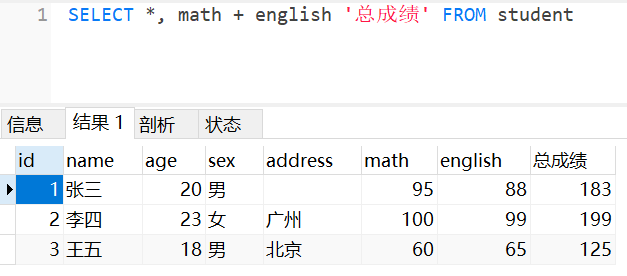 1 SELECT *, math + english '总成绩' FROM student
信息 结果 1 剖析 状态
id name age sex address math english 总成绩
1 张三 20 男 95 88 183
2 李四 23 女 广州 100 99 199
3 王五 18 男 北京 60 65 125